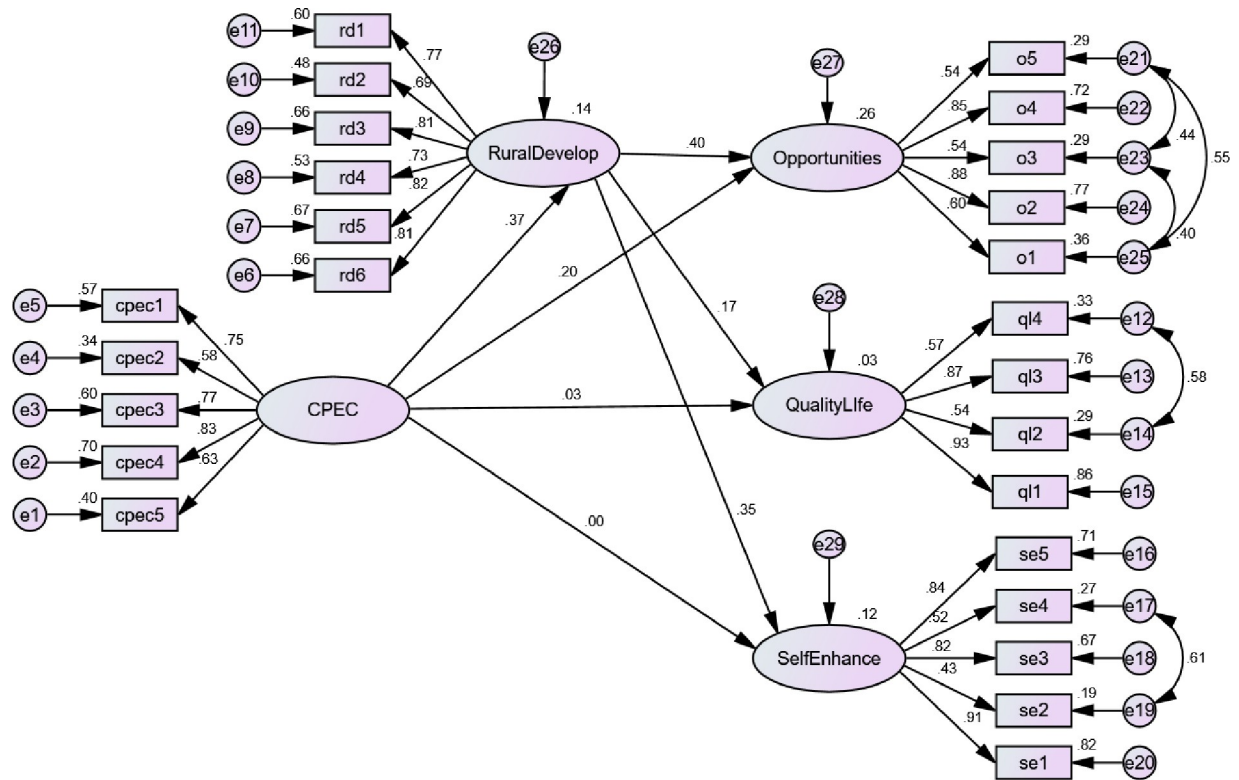 e11 .60 rd1 .77
e10 .48 rd2 .69
e9 .66 rd3 .81
e8 .53 rd4 .73
e7 .67 rd5 .82
e6 .66 rd6 .81
e26
.14
RuralDevelop
e5 .57 cpec1 .75
e4 .34 cpec2 .58
e3 .60 cpec3 .77
e2 .70 cpec4 .83
e1 .40 cpec5 .63
CPEC
.37
.40
.20
.17
.03
.35
.00
e27
.26
Opportunities
.54 o5 .29 e21
.85 o4 .72 e22
.54 o3 .29 e23
.88 o2 .77 e24
.60 o1 .36 e25
.44
.55
.40
e28
.03
QualityLIfe
.57 ql4 .33 e12
.87 ql3 .76 e13
.54 ql2 .29 e14
.93 ql1 .86 e15
.58
e29
.12
SelfEnhance
.84 se5 .71 e16
.52 se4 .27 e17
.82 se3 .67 e18
.43 se2 .19 e19
.91 se1 .82 e20
.61